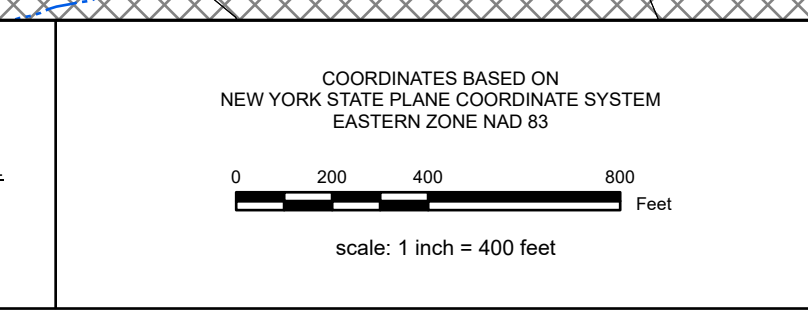 COORDINATES BASED ON
NEW YORK STATE PLANE COORDINATE SYSTEM
EASTERN ZONE NAD 83
0 200 400 800
Feet
scale: 1 inch = 400 feet